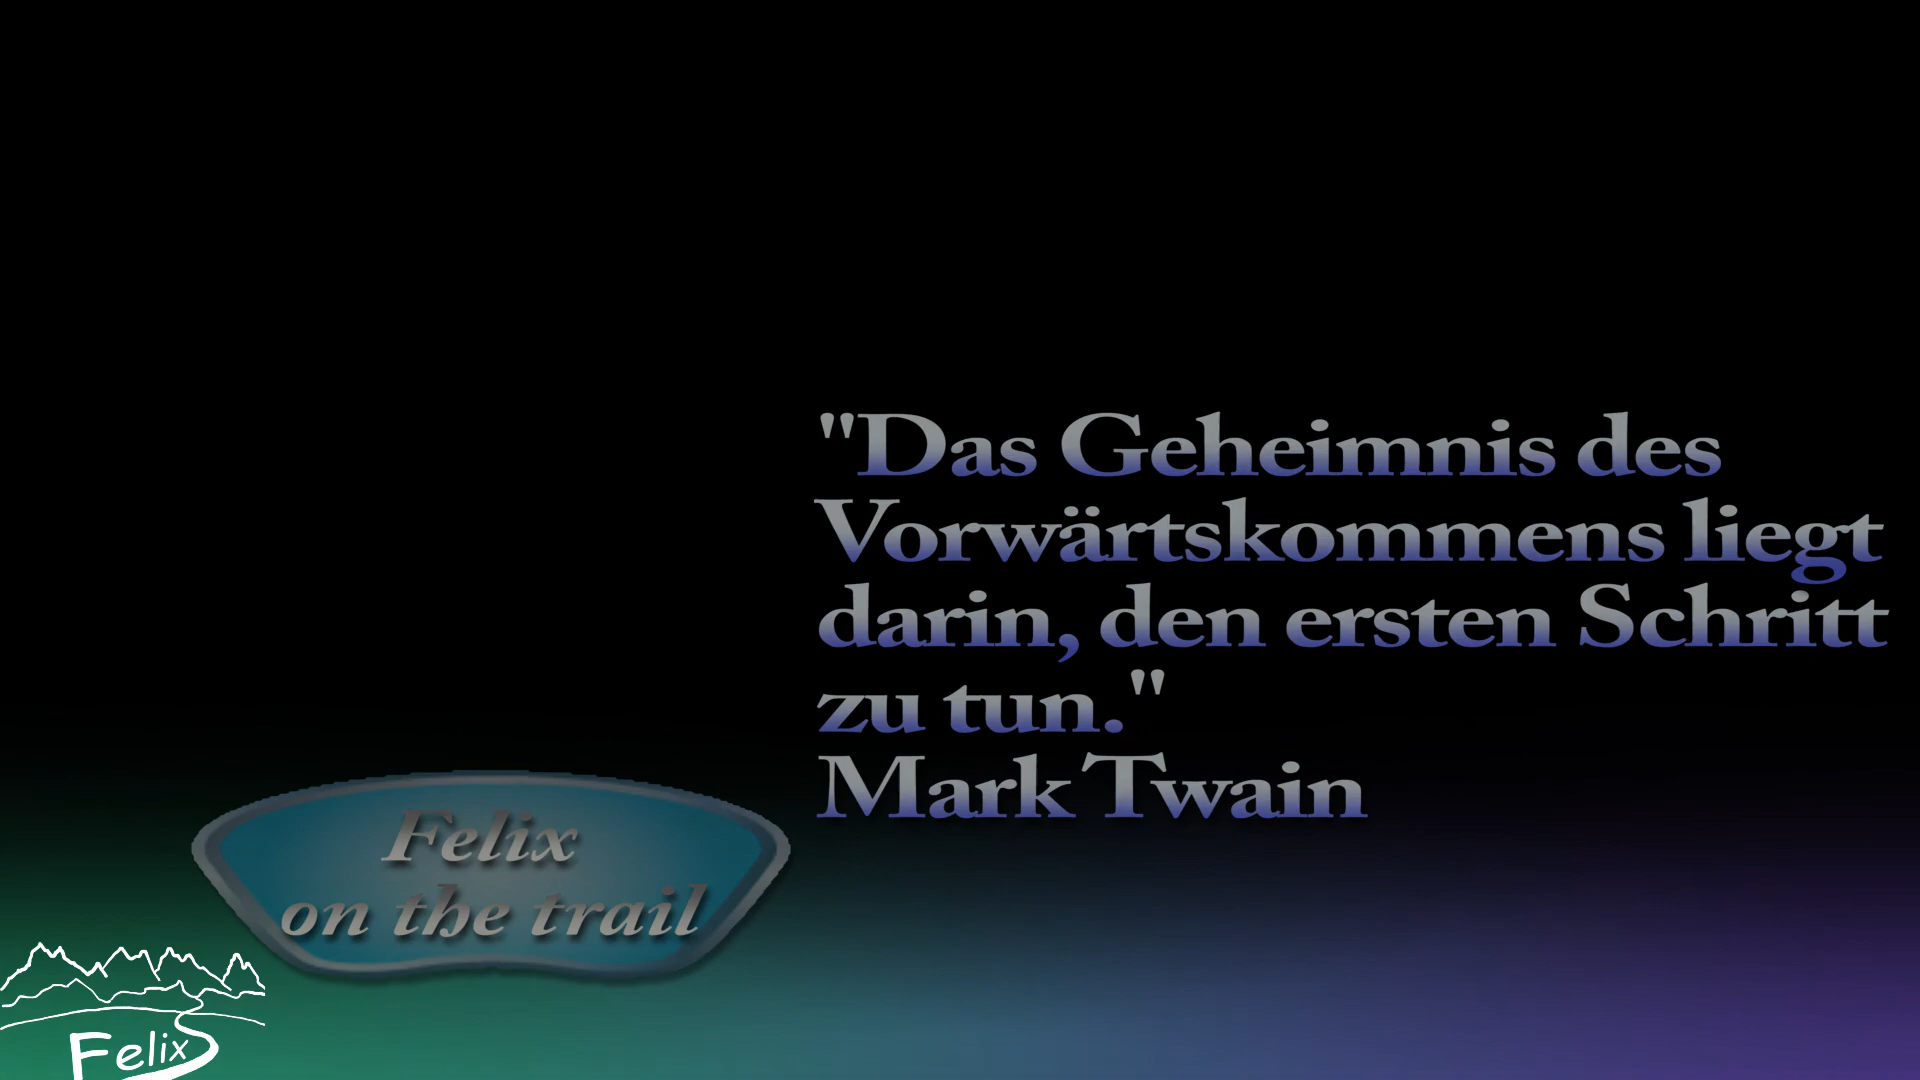 "Das Geheimnis des
Vorwärtskommens liegt
darin, den ersten Schritt
zu tun."
Mark Twain
Felix
on the trail
Felix